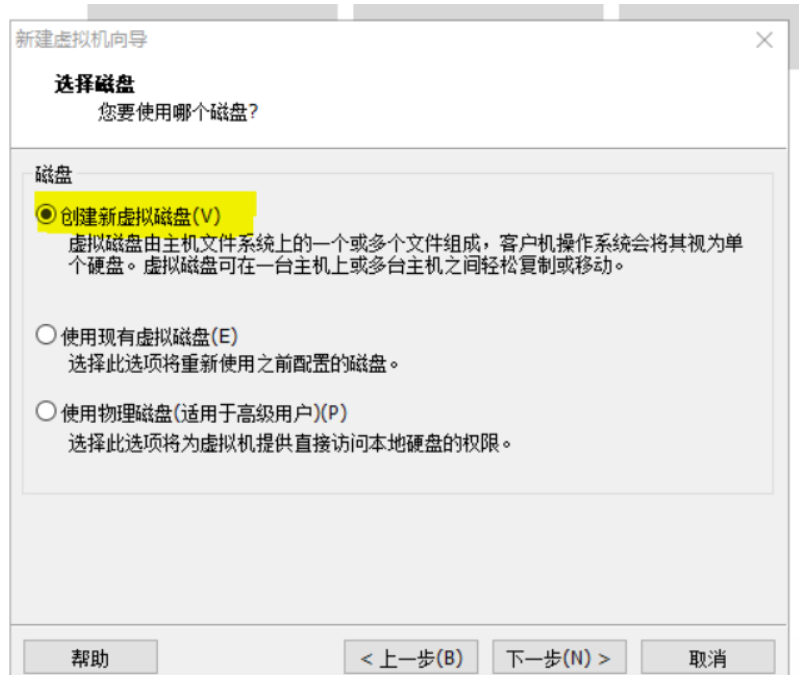 新建虚拟机向导
选择磁盘
您要使用哪个磁盘?
磁盘
创建新虚拟磁盘(V)
虚拟磁盘由主机文件系统上的一个或多个文件组成，客户机操作系统会将其视为单
个硬盘。虚拟磁盘可在一台主机上或多台主机之间轻松复制或移动。
使用现有虚拟磁盘(E)
选择此选项将重新使用之前配置的磁盘。
使用物理磁盘(适用于高级用户)(P)
选择此选项将为虚拟机提供直接访问本地硬盘的权限。
帮助 < 上一步(B) 下一步(N) > 取消